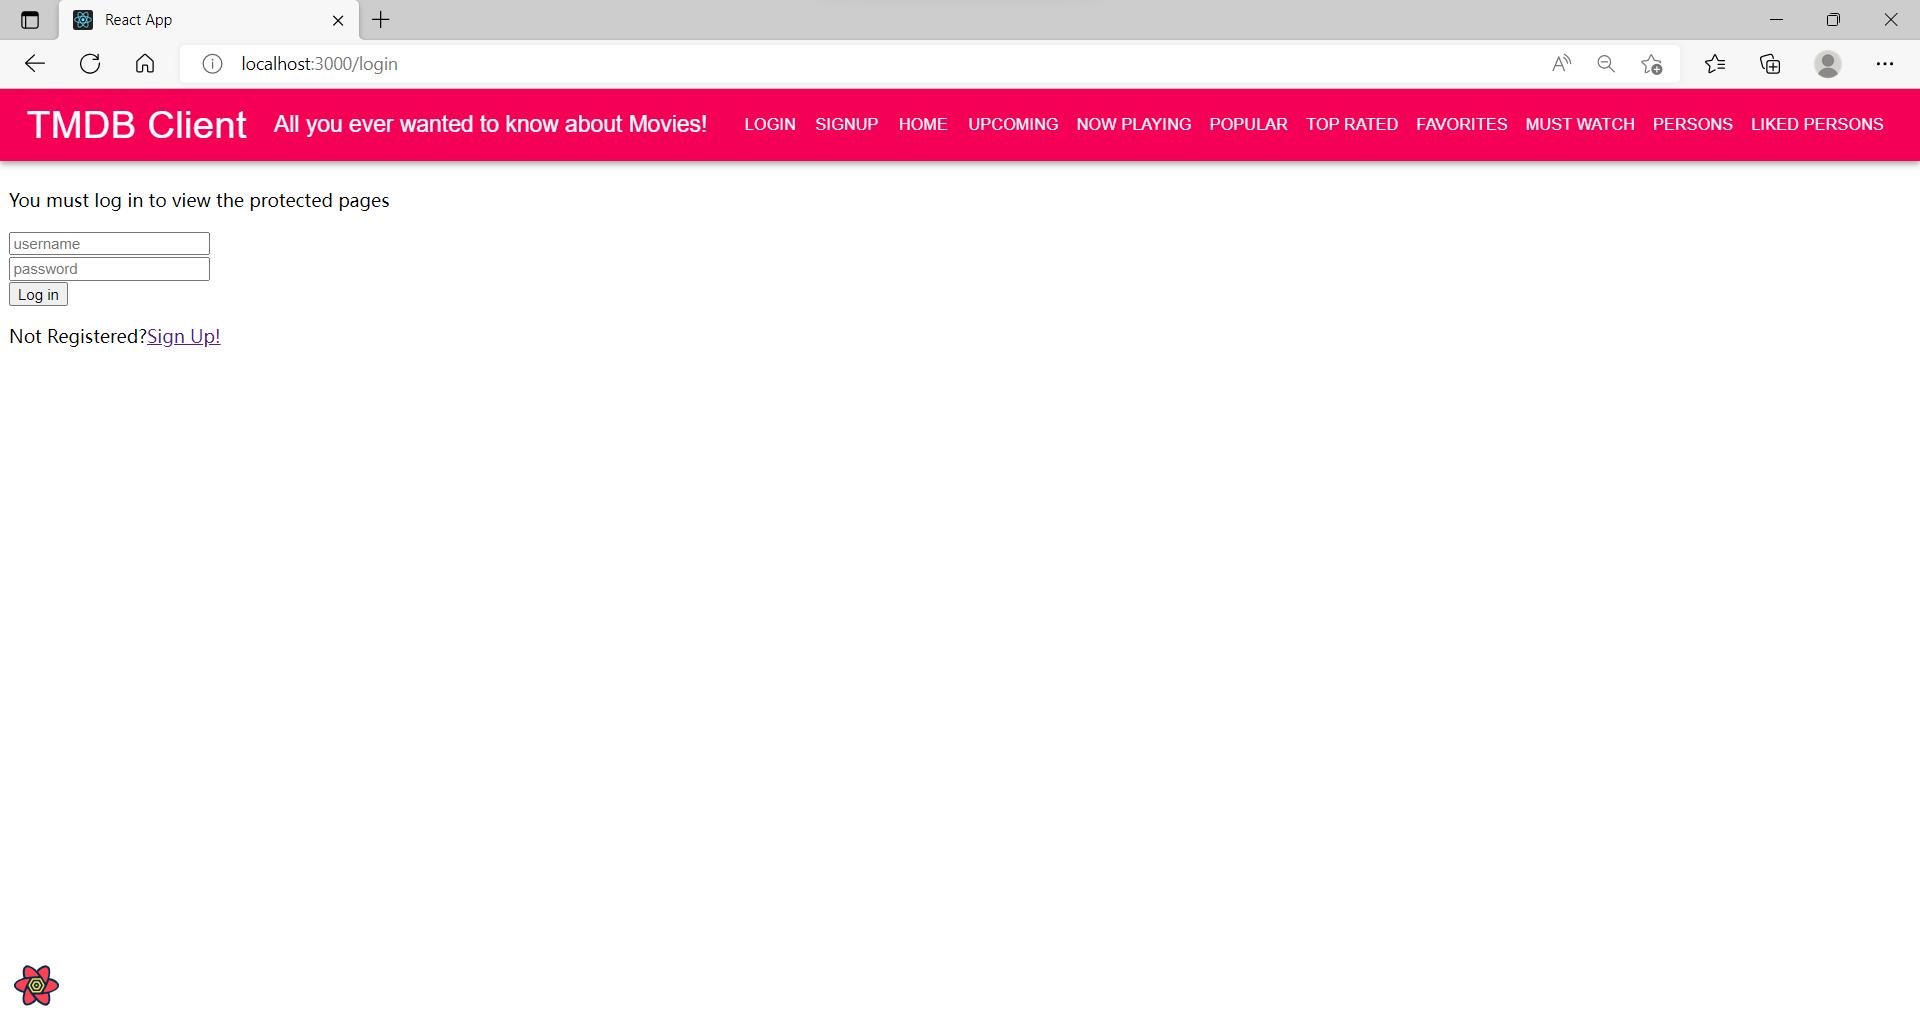 React App
localhost:3000/login
TMDB Client All you ever wanted to know about Movies! LOGIN SIGNUP HOME UPCOMING NOW PLAYING POPULAR TOP RATED FAVORITES MUST WATCH PERSONS LIKED PERSONS
You must log in to view the protected pages
username
password
Log in
Not Registered?Sign Up!